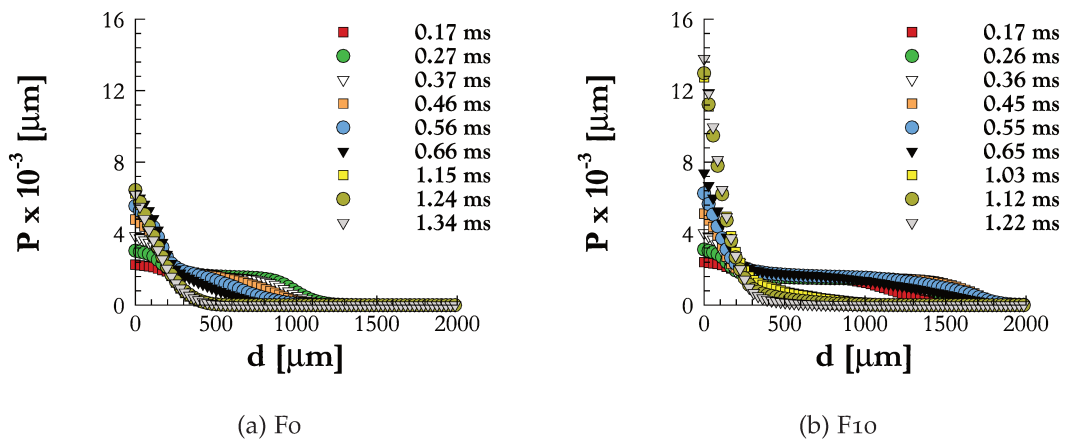 16
12
8
4
0
P x 10⁻³ [µm]
0 500 1000 1500 2000
d [µm]
0.17 ms
0.27 ms
0.37 ms
0.46 ms
0.56 ms
0.66 ms
1.15 ms
1.24 ms
1.34 ms
(a) F0
16
12
8
4
0
P x 10⁻³ [µm]
0 500 1000 1500 2000
d [µm]
0.17 ms
0.26 ms
0.36 ms
0.45 ms
0.55 ms
0.65 ms
1.03 ms
1.12 ms
1.22 ms
(b) F10